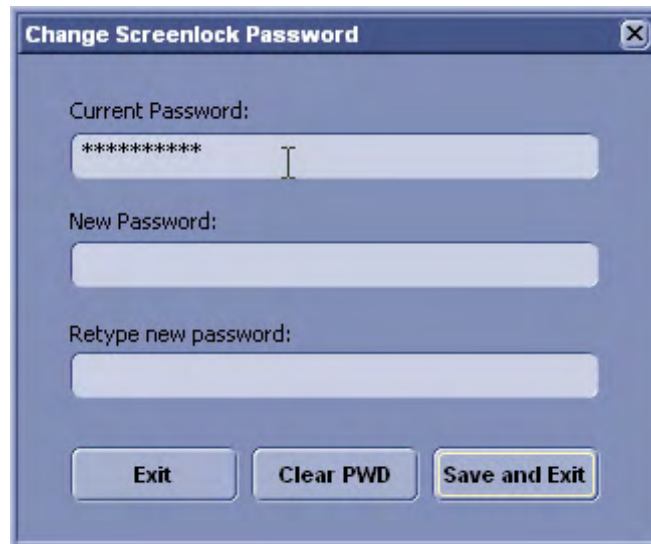 Change Screenlock Password
Current Password:
**********
New Password:
Retype new password:
Exit Clear PWD Save and Exit